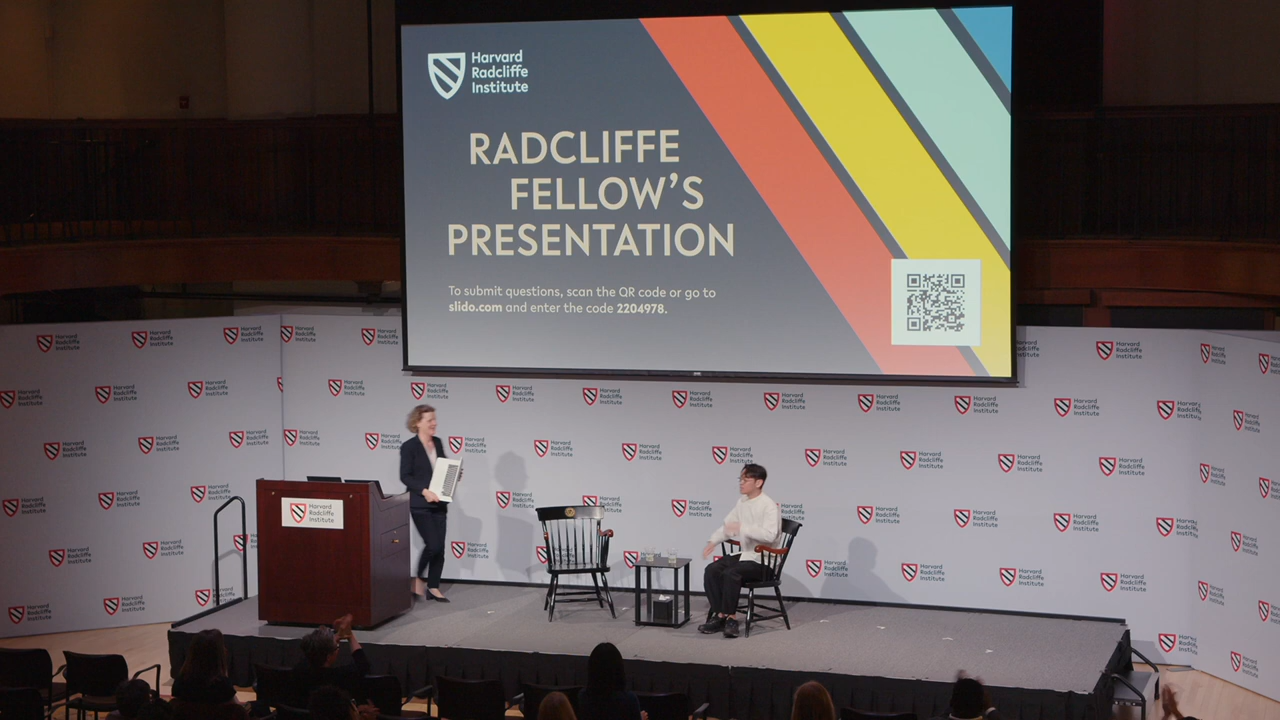 Harvard
Radcliffe
Institute
RADCLIFFE
FELLOW'S
PRESENTATION
To submit questions, scan the QR code or go to
slido.com and enter the code 2204978.
Harvard
Radcliffe
Institute